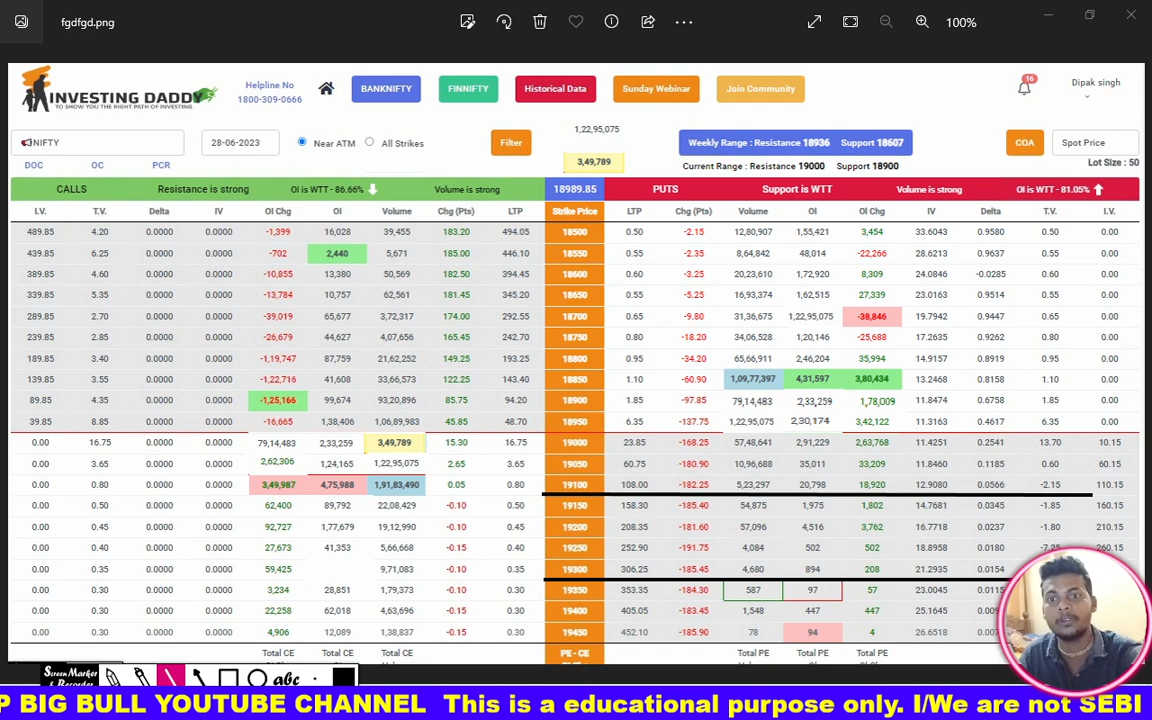 fgdfgd.png
100%
INVESTING DADDY
TO SHOW YOU THE RIGHT PATH OF INVESTING
Helpline No
1800-309-0666
BANKNIFTY
FINNIFTY
Historical Data
Sunday Webinar
Join Community
16
Dipak singh
NIFTY
28-06-2023
Near ATM
All Strikes
Filter
1,22,95,075
3,49,789
Weekly Range : Resistance 18936 Support 18607
Current Range : Resistance 19000 Support 18900
COA
Spot Price
Lot Size : 50
DOC OC PCR
CALLS Resistance is strong OI is WTT - 86.66% Volume is strong 18989.85 PUTS Support is WTT Volume is strong OI is WTT - 81.05%
I.V. T.V. Delta IV OI Chg OI Volume Chg (Pts) LTP Strike Price LTP Chg (Pts) Volume OI OI Chg IV Delta T.V. I.V.
489.85 4.20 0.0000 0.0000 -1,399 16,028 39,455 183.20 494.05 18500 0.50 -2.15 12,80,907 1,55,421 3,454 33.6043 0.9580 0.50 0.00
439.85 6.25 0.0000 0.0000 -702 2,440 5,671 185.00 446.10 18550 0.55 -2.35 8,64,842 48,014 -22,266 28.6213 0.9637 0.55 0.00
389.85 4.60 0.0000 0.0000 -10,855 13,380 50,569 182.50 394.45 18600 0.60 -3.25 20,23,610 1,72,920 8,309 24.0846 -0.0285 0.60 0.00
339.85 5.35 0.0000 0.0000 -13,784 10,757 62,561 181.45 345.20 18650 0.55 -5.25 16,93,374 1,62,515 27,339 23.0163 0.9514 0.55 0.00
289.85 2.70 0.0000 0.0000 -39,019 65,677 3,72,317 174.00 292.55 18700 0.65 -9.80 31,36,675 1,22,95,075 -38,846 19.7942 0.9447 0.65 0.00
239.85 2.85 0.0000 0.0000 -26,679 44,627 4,07,656 165.45 242.70 18750 0.80 -18.20 34,06,528 1,20,146 -25,688 17.2635 0.9262 0.80 0.00
189.85 3.40 0.0000 0.0000 -1,19,747 87,759 21,62,252 149.25 193.25 18800 0.95 -34.20 65,66,911 2,46,204 35,994 14.9157 0.8919 0.95 0.00
139.85 3.55 0.0000 0.0000 -1,22,716 41,608 33,66,573 122.25 143.40 18850 1.10 -60.90 1,09,77,397 4,31,597 3,80,434 13.2468 0.8158 1.10 0.00
89.85 4.35 0.0000 0.0000 -1,25,166 99,674 93,20,896 85.75 94.20 18900 1.85 -97.85 79,14,483 2,33,259 1,78,009 11.8474 0.6758 1.85 0.00
39.85 8.85 0.0000 0.0000 -16,665 1,38,406 1,06,89,983 45.85 48.70 18950 6.35 -137.75 1,22,95,075 2,30,174 3,42,122 11.3163 0.4617 6.35 0.00
0.00 16.75 0.0000 0.0000 79,14,483 2,33,259 3,49,789 15.30 16.75 19000 23.85 -168.25 57,48,641 2,91,229 2,63,768 11.4251 0.2541 13.70 10.15
0.00 3.65 0.0000 0.0000 2,62,306 1,24,165 1,22,95,075 2.65 3.65 19050 60.75 -180.90 10,96,688 35,011 33,209 11.8460 0.1185 0.60 60.15
0.00 0.80 0.0000 0.0000 3,49,987 4,75,988 1,91,83,490 0.05 0.80 19100 108.00 -182.25 5,23,297 20,798 18,920 12.9080 0.0566 -2.15 110.15
0.00 0.50 0.0000 0.0000 62,400 89,792 22,08,429 -0.10 0.50 19150 158.30 -185.40 54,875 1,975 1,802 14.7681 0.0345 -1.85 160.15
0.00 0.45 0.0000 0.0000 92,727 1,77,679 19,12,990 -0.10 0.45 19200 208.35 -181.60 57,096 4,516 3,762 16.7718 0.0237 -1.80 210.15
0.00 0.40 0.0000 0.0000 27,673 41,353 5,66,668 -0.15 0.40 19250 252.90 -191.75 4,084 502 502 18.8958 0.0180 -7.25 260.15
0.00 0.35 0.0000 0.0000 59,425 9,71,083 -0.10 0.35 19300 306.25 -185.45 4,680 894 208 21.2935 0.0154
0.00 0.30 0.0000 0.0000 3,234 28,851 1,79,373 -0.10 0.30 19350 353.35 -184.30 587 97 57 23.0045
0.00 0.30 0.0000 0.0000 22,258 62,018 4,63,696 -0.15 0.30 19400 405.05 -183.45 1,548 447 447 25.1645
0.00 0.30 0.0000 0.0000 4,906 12,089 1,38,837 -0.15 0.30 19450 452.10 -185.90 78 94 4 26.6518
Total CE Total CE Total CE PE - CE Total PE Total PE Total PE
Screen Marker
& Recorder
abc
P BIG BULL YOUTUBE CHANNEL This is a educational purpose only. I/We are not SEBI